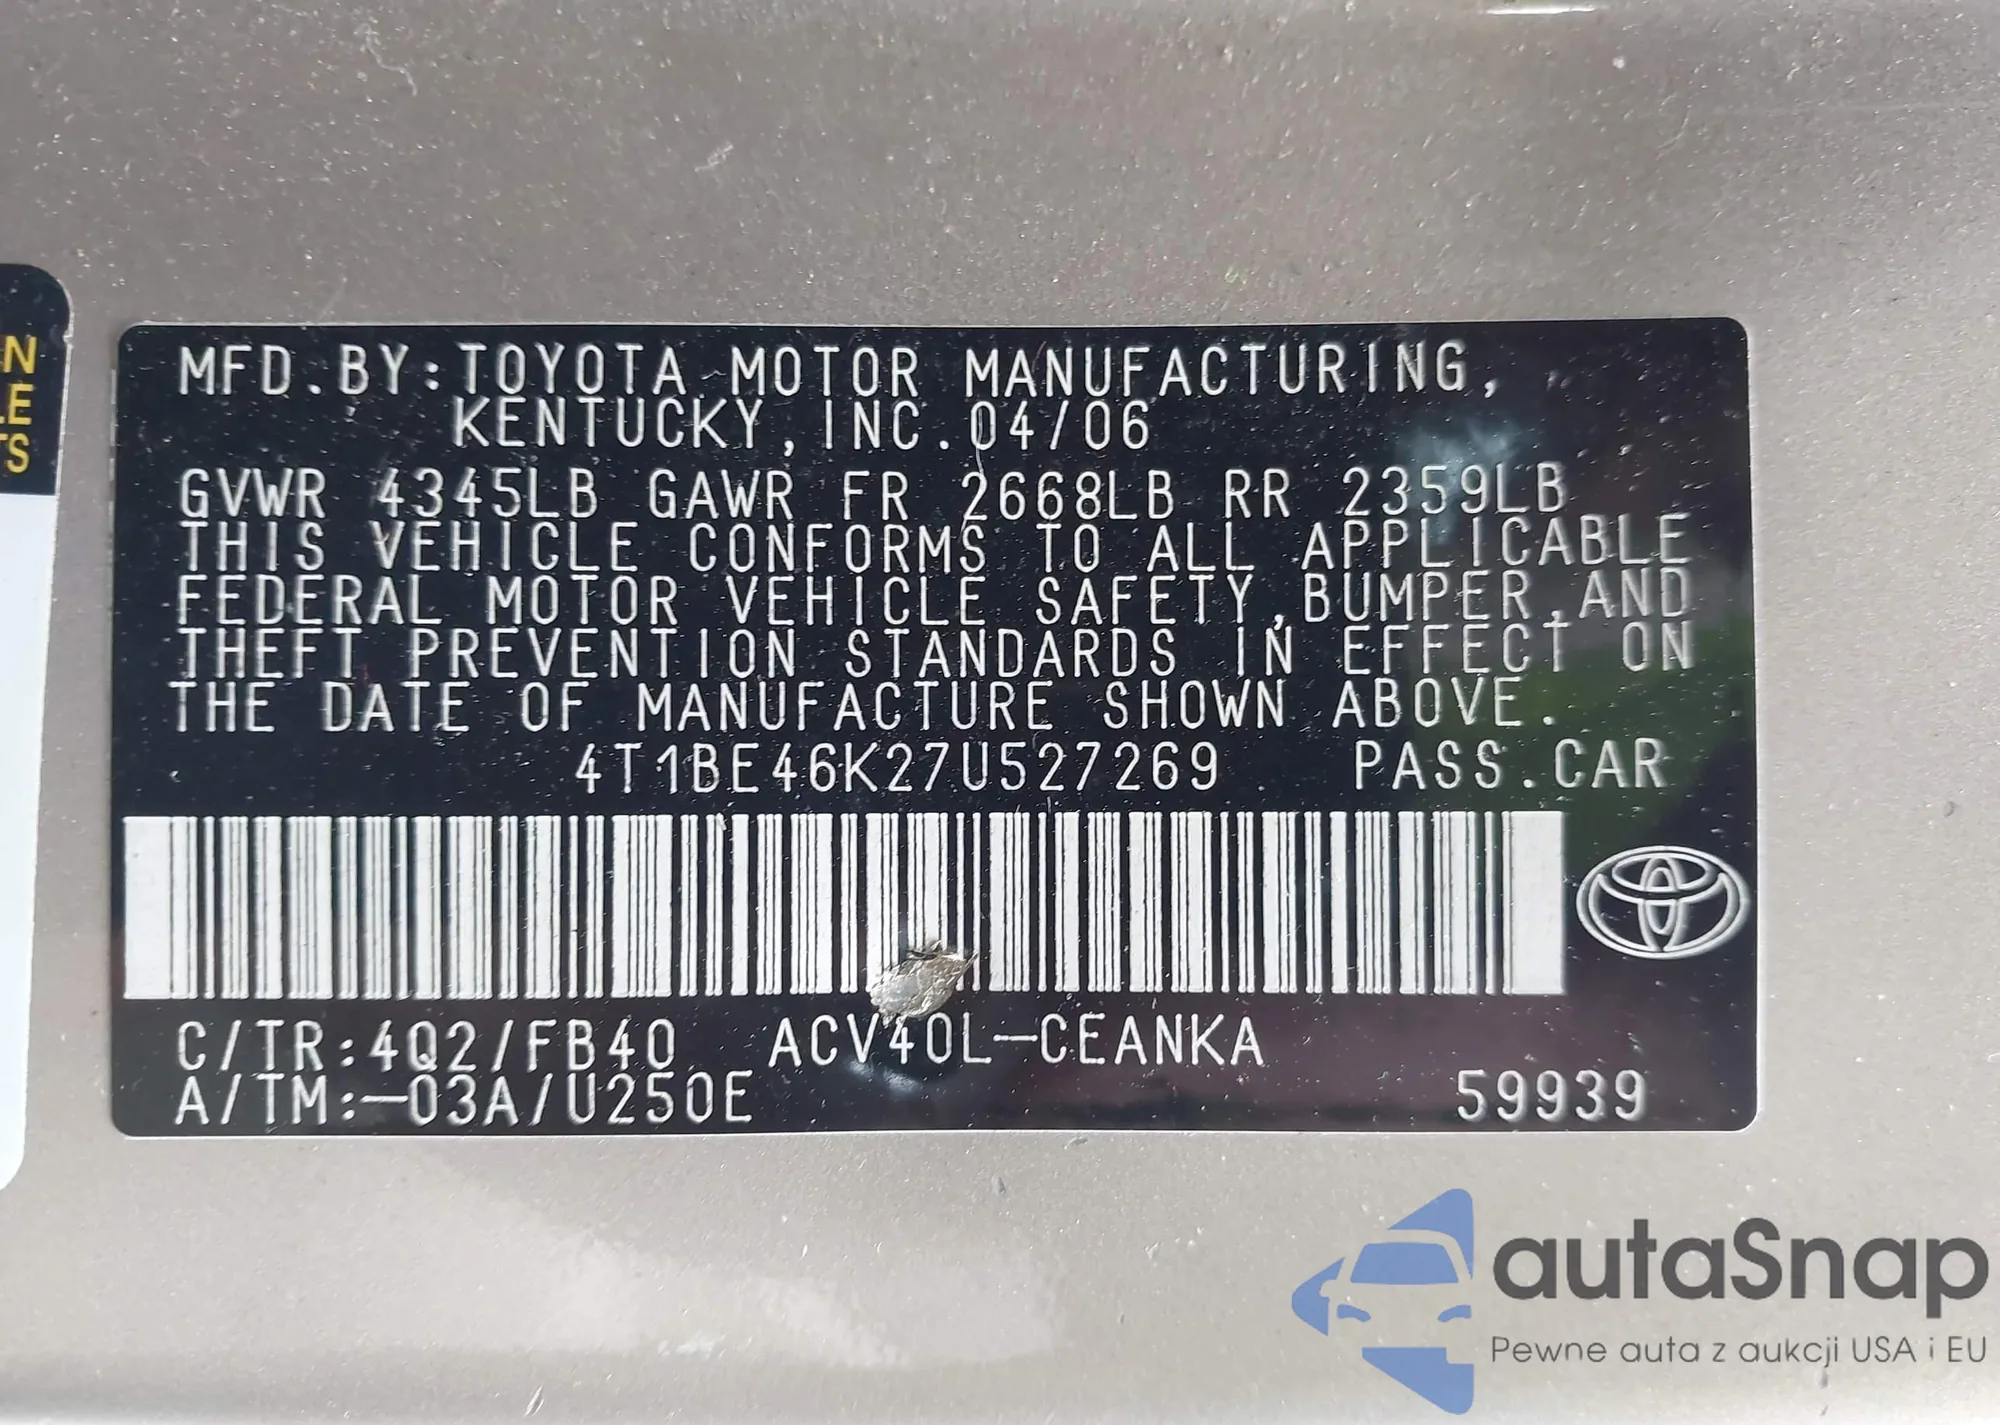 N
LE
TS
MFD.BY:TOYOTA MOTOR MANUFACTURING,
KENTUCKY,INC.04/06
GVWR 4345LB GAWR FR 2668LB RR 2359LB
THIS VEHICLE CONFORMS TO ALL APPLICABLE
FEDERAL MOTOR VEHICLE SAFETY,BUMPER,AND
THEFT PREVENTION STANDARDS IN EFFECT ON
THE DATE OF MANUFACTURE SHOWN ABOVE.
4T1BE46K27U527269 PASS.CAR
C/TR:4Q2/FB40 ACV40L-CEANKA
A/TM:-03A/U250E 59939
autaSnap
Pewne auta z aukcji USA i EU